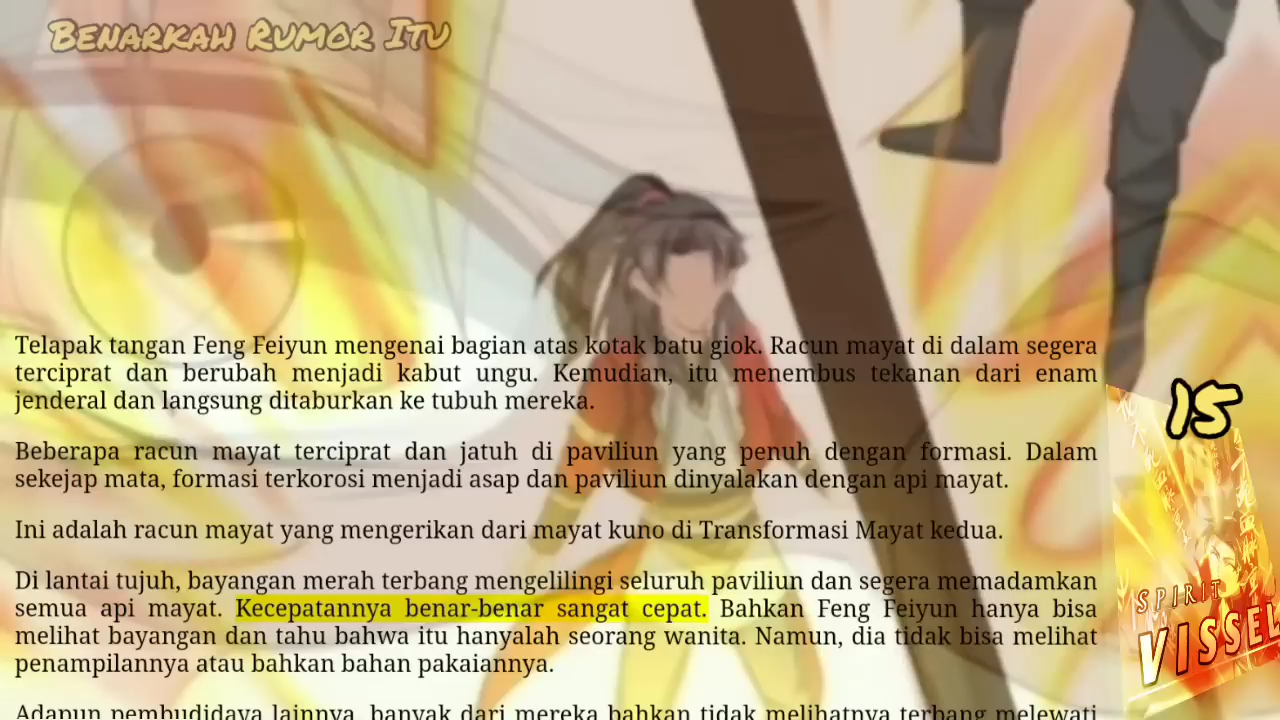 Benarkah Rumor Itu
Telapak tangan Feng Feiyun mengenai bagian atas kotak batu giok. Racun mayat di dalam segera
terciprat dan berubah menjadi kabut ungu. Kemudian, itu menembus tekanan dari enam
jenderal dan langsung ditaburkan ke tubuh mereka.
Beberapa racun mayat terciprat dan jatuh di paviliun yang penuh dengan formasi. Dalam
sekejap mata, formasi terkorosi menjadi asap dan paviliun dinyalakan dengan api mayat.
Ini adalah racun mayat yang mengerikan dari mayat kuno di Transformasi Mayat kedua.
Di lantai tujuh, bayangan merah terbang mengelilingi seluruh paviliun dan segera memadamkan
semua api mayat. Kecepatannya benar-benar sangat cepat. Bahkan Feng Feiyun hanya bisa
melihat bayangan dan tahu bahwa itu hanyalah seorang wanita. Namun, dia tidak bisa melihat
penampilannya atau bahkan bahan pakaiannya.
Adapun pembudidaya lainnya, banyak dari mereka bahkan tidak melihatnya terbang melewati
15
SPIRIT
VISSEL